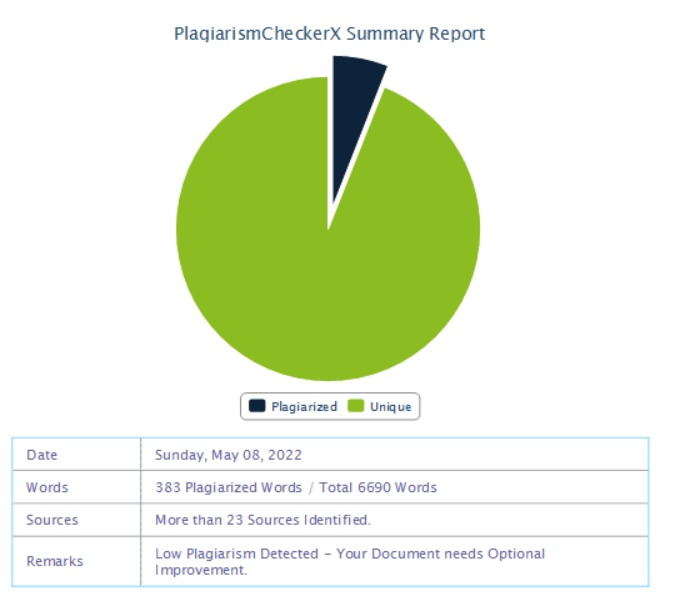 PlagiarismCheckerX Summary Report
Plagiarized Unique
Date Sunday, May 08, 2022
Words 383 Plagiarized Words / Total 6690 Words
Sources More than 23 Sources Identified.
Remarks Low Plagiarism Detected – Your Document needs Optional
Improvement.